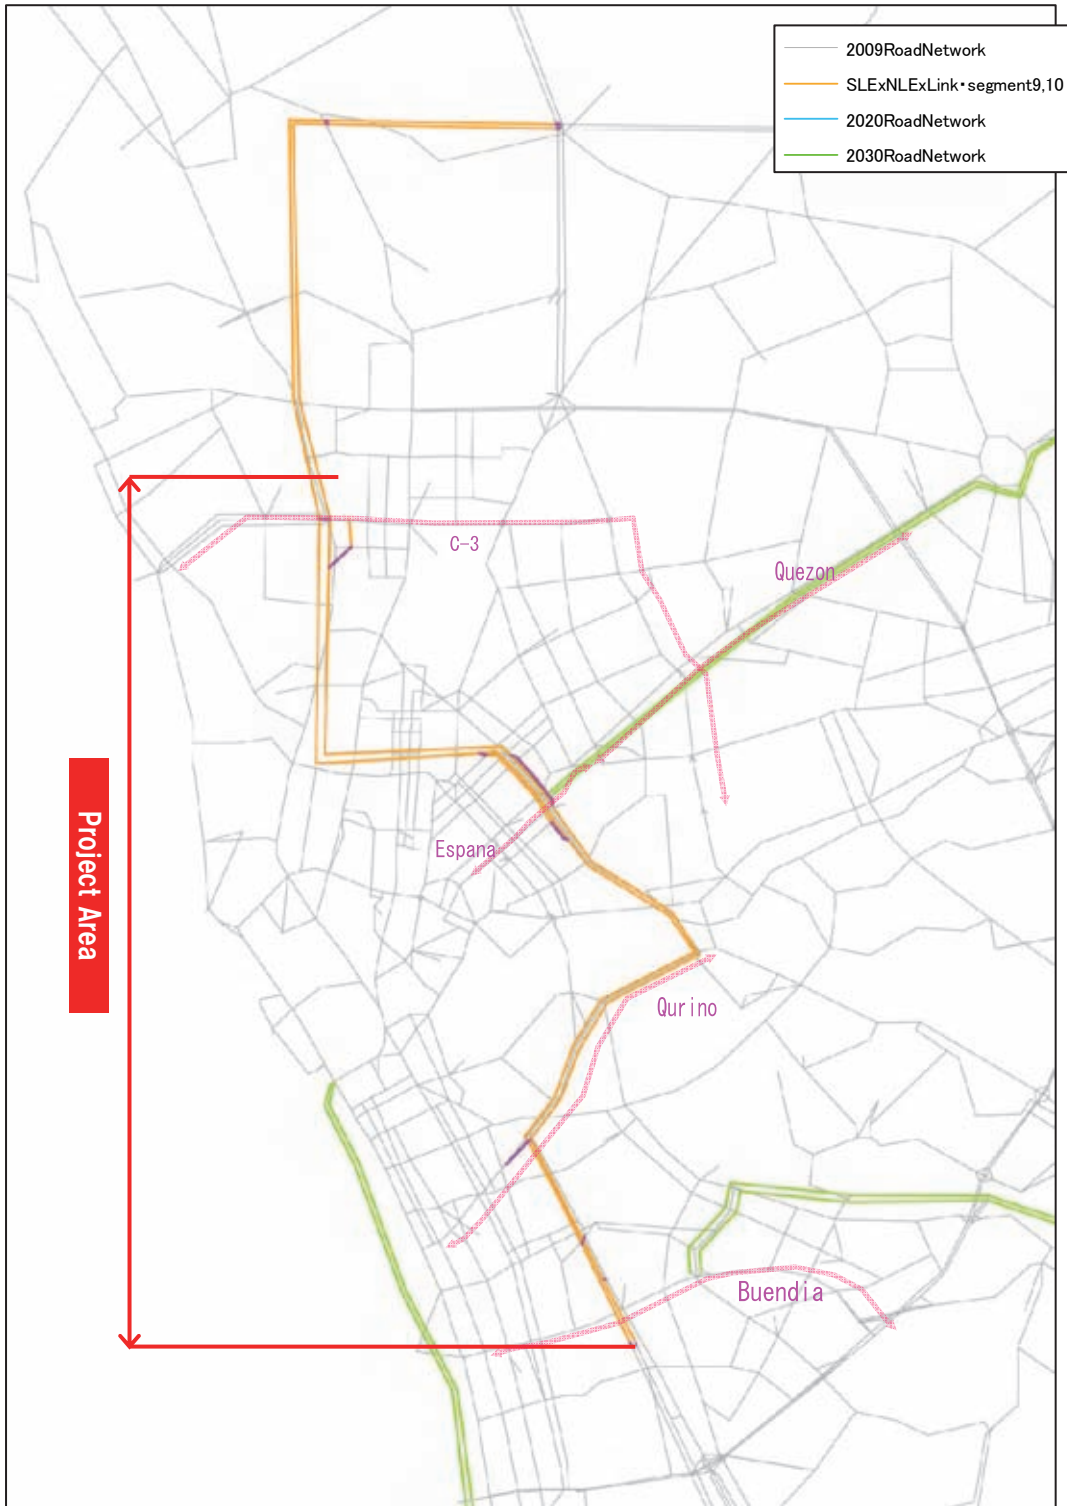 2009RoadNetwork
SLExNLExLink・segment9,10
2020RoadNetwork
2030RoadNetwork
C-3
Quezon
Espana
Project Area
Qurino
Buendia